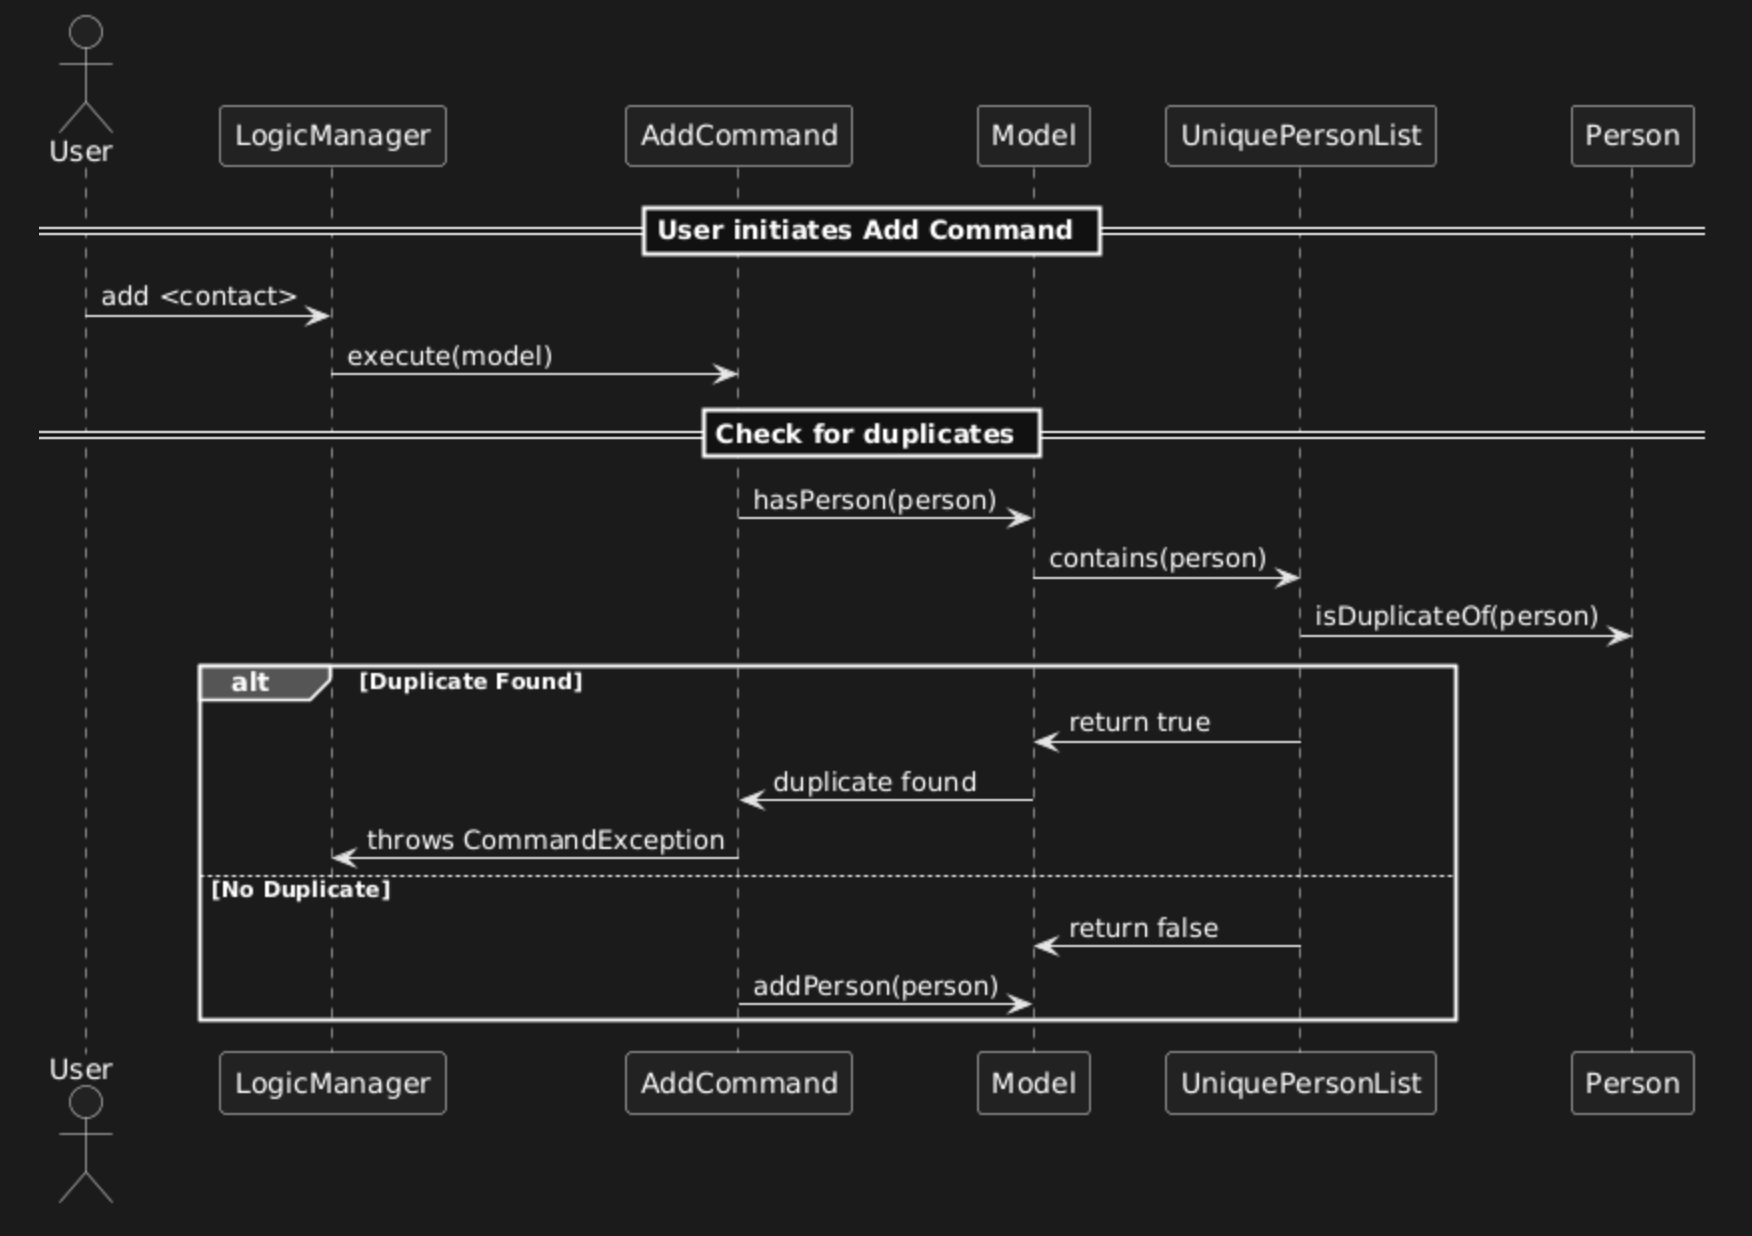 User
LogicManager
AddCommand
Model
UniquePersonList
Person
User initiates Add Command
add <contact>
execute(model)
Check for duplicates
hasPerson(person)
contains(person)
isDuplicateOf(person)
alt
[Duplicate Found]
return true
duplicate found
throws CommandException
[No Duplicate]
return false
addPerson(person)
User
LogicManager
AddCommand
Model
UniquePersonList
Person